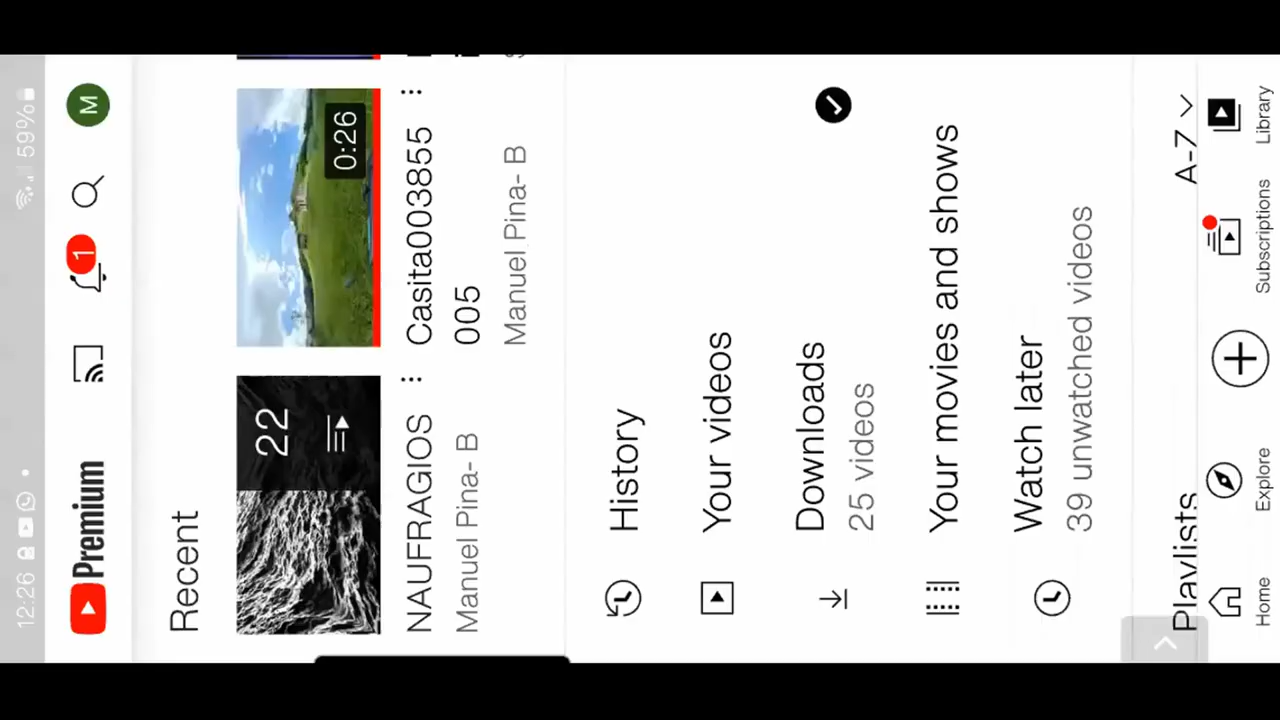 12:26
59%
Premium
1
M
Recent
22
0:26
NAUFRAGIOS
Manuel Pina- B
Casita003855
005
Manuel Pina- B
History
Your videos
Downloads
25 videos
Your movies and shows
Watch later
39 unwatched videos
Playlists
A-Z
Home
Explore
Subscriptions
Library